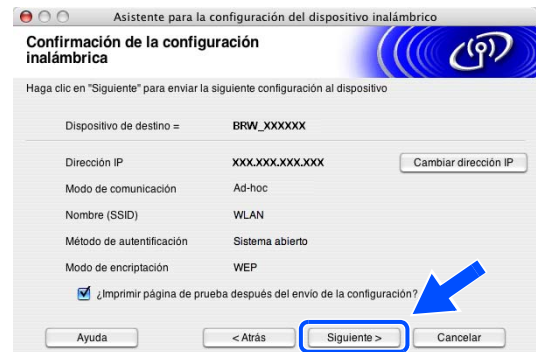 Asistente para la configuración del dispositivo inalámbrico
Confirmación de la configuración
inalámbrica
Haga clic en "Siguiente" para enviar la siguiente configuración al dispositivo
Dispositivo de destino = BRW_XXXXXX
Dirección IP XXX.XXX.XXX.XXX Cambiar dirección IP
Modo de comunicación Ad-hoc
Nombre (SSID) WLAN
Método de autentificación Sistema abierto
Modo de encriptación WEP
¿Imprimir página de prueba después del envío de la configuración?
Ayuda < Atrás Siguiente > Cancelar